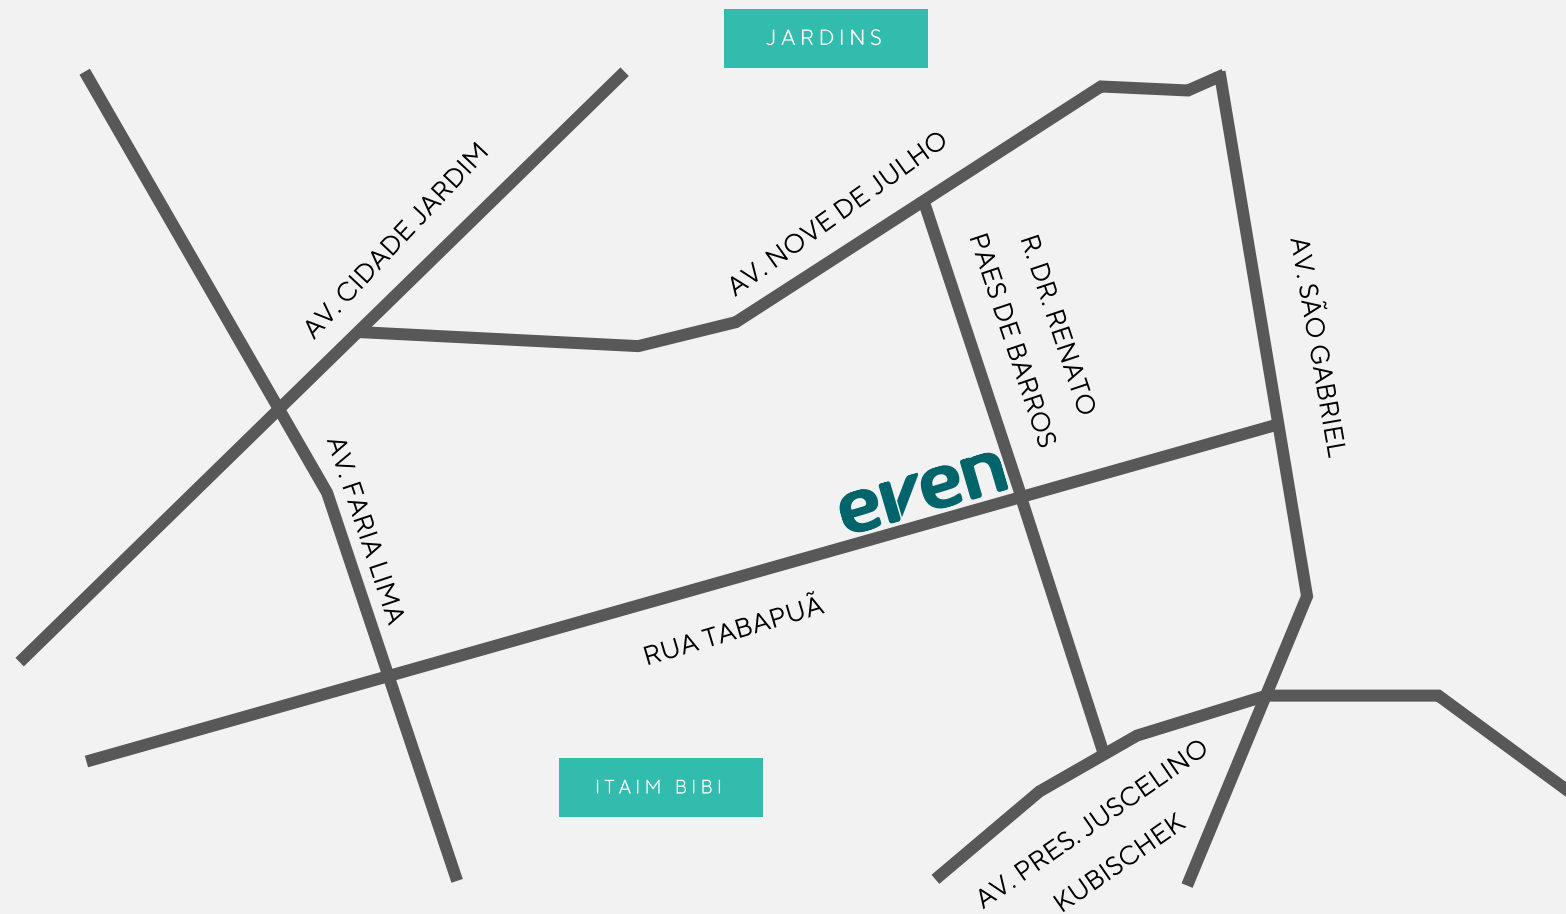 JARDINS
AV. CIDADE JARDIM
AV. NOVE DE JULHO
R. DR. RENATO
PAES DE BARROS
AV. SÃO GABRIEL
AV. FARIA LIMA
even
RUA TABAPUÃ
ITAIM BIBI
AV. PRES. JUSCELINO
KUBISCHEK